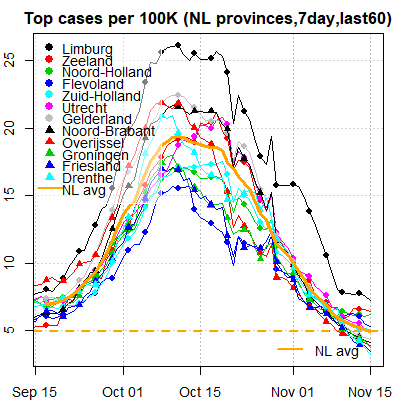 Top cases per 100K (NL provinces,7day,last60)
Limburg
Zeeland
Noord-Holland
Flevoland
Zuid-Holland
Utrecht
Gelderland
Noord-Brabant
Overijssel
Groningen
Friesland
Drenthe
NL avg
25
20
15
10
5
NL avg
Sep 15
Oct 01
Oct 15
Nov 01
Nov 15